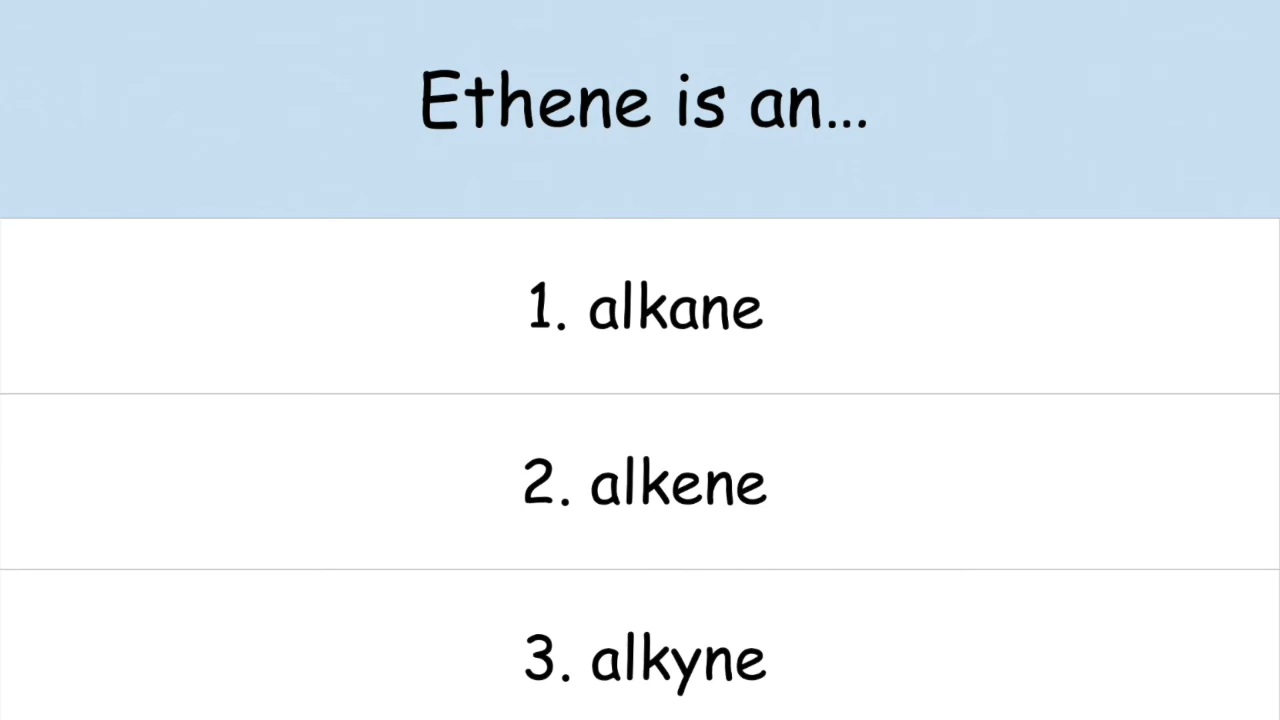 Ethene is an...
1. alkane
2. alkene
3. alkyne